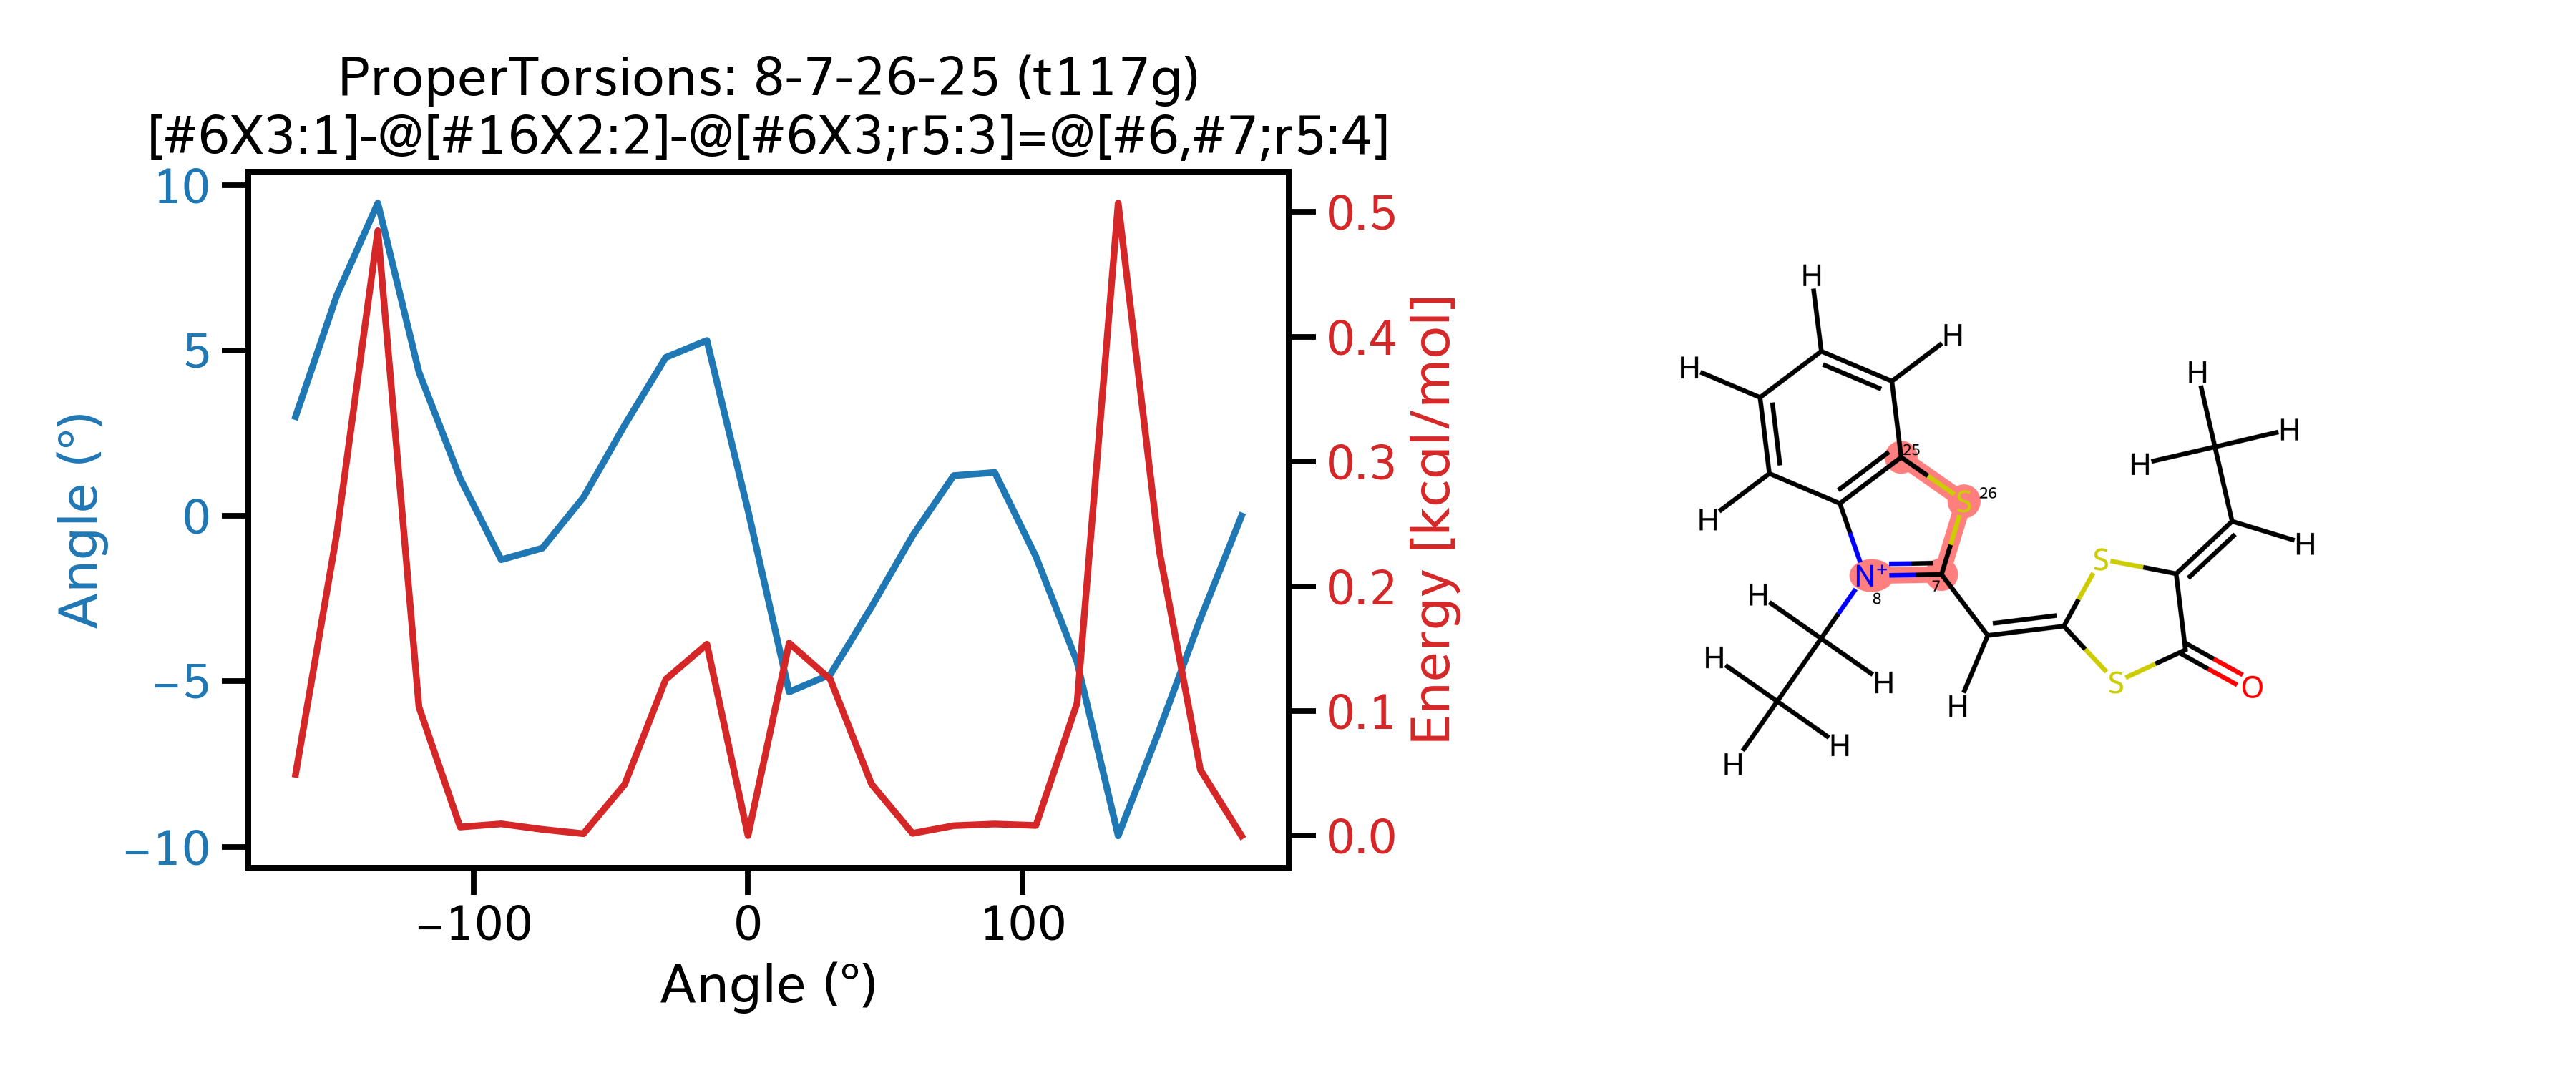 ProperTorsions: 8-7-26-25 (t117g)
[#6X3:1]-@[#16X2:2]-@[#6X3;r5:3]=@[#6,#7;r5:4]
10
5
0
−5
−10
Angle (°)
0.5
0.4
0.3
0.2
0.1
0.0
Energy [kcal/mol]
−100
0
100
Angle (°)
H
H
H
H
H
H
H
H
25
S
26
N+
8
7
S
S
O
H
H
H
H
H
H
H